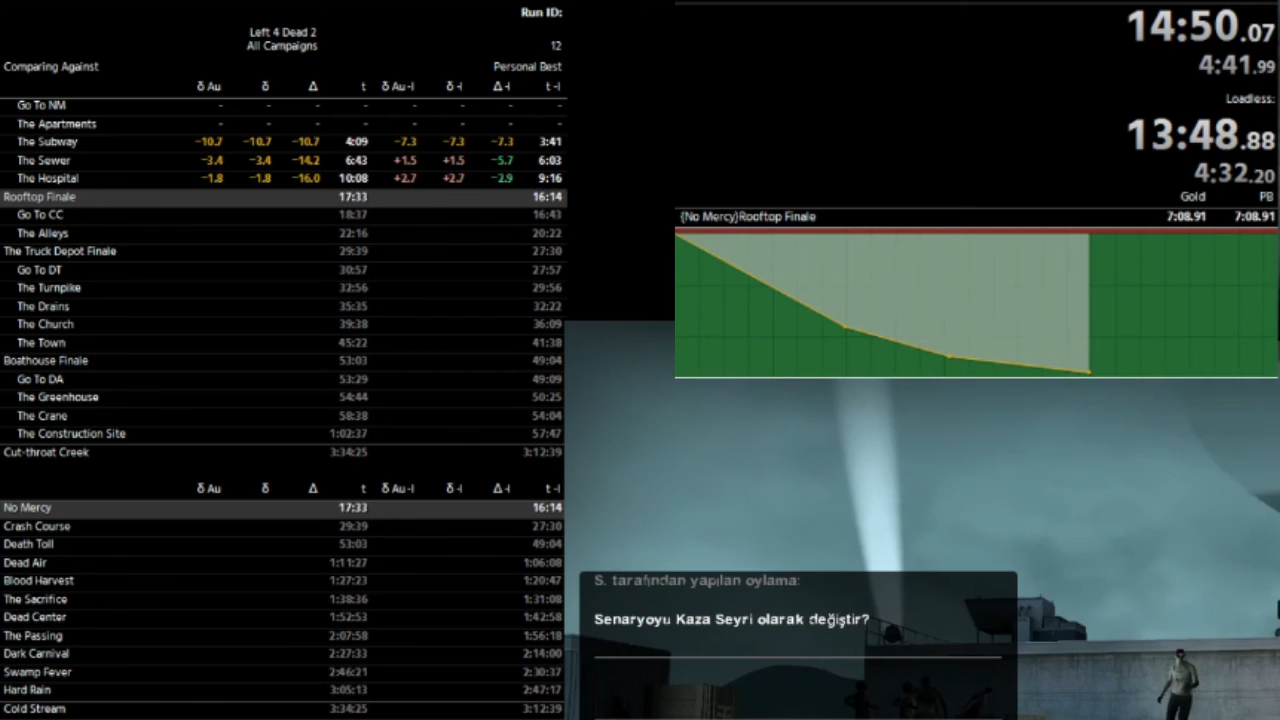 Run ID:
Left 4 Dead 2
All Campaigns
12
Comparing Against Personal Best
δ Au δ Δ t δ Au-I δ-I Δ-I t-I
Go To NM - - - - - - - -
The Apartments - - - - - - - -
The Subway −10.7 −10.7 −10.7 4:09 −7.3 −7.3 −7.3 3:41
The Sewer −3.4 −3.4 −14.2 6:43 +1.5 +1.5 −5.7 6:03
The Hospital −1.8 −1.8 −16.0 10:08 +2.7 +2.7 −2.9 9:16
Rooftop Finale 17:33 16:14
Go To CC 18:37 16:43
The Alleys 22:16 20:22
The Truck Depot Finale 29:39 27:30
Go To DT 30:57 27:57
The Turnpike 32:56 29:56
The Drains 35:35 32:22
The Church 39:38 36:09
The Town 45:22 41:38
Boathouse Finale 53:03 49:04
Go To DA 53:29 49:09
The Greenhouse 54:44 50:25
The Crane 58:38 54:04
The Construction Site 1:02:37 57:47
Cut-throat Creek 3:34:25 3:12:39
δ Au δ Δ t δ Au-I δ-I Δ-I t-I
No Mercy 17:33 16:14
Crash Course 29:39 27:30
Death Toll 53:03 49:04
Dead Air 1:11:27 1:06:08
Blood Harvest 1:27:23 1:20:47
The Sacrifice 1:38:36 1:31:08
Dead Center 1:52:53 1:42:58
The Passing 2:07:58 1:56:18
Dark Carnival 2:27:33 2:14:00
Swamp Fever 2:46:21 2:30:37
Hard Rain 3:05:13 2:47:17
Cold Stream 3:34:25 3:12:39
14:50.07
4:41.99
Loadless:
13:48.88
4:32.20
Gold PB
{No Mercy}Rooftop Finale 7:08.91 7:08.91
S. tarafından yapılan oylama:
Senaryoyu Kaza Seyri olarak değiştir?